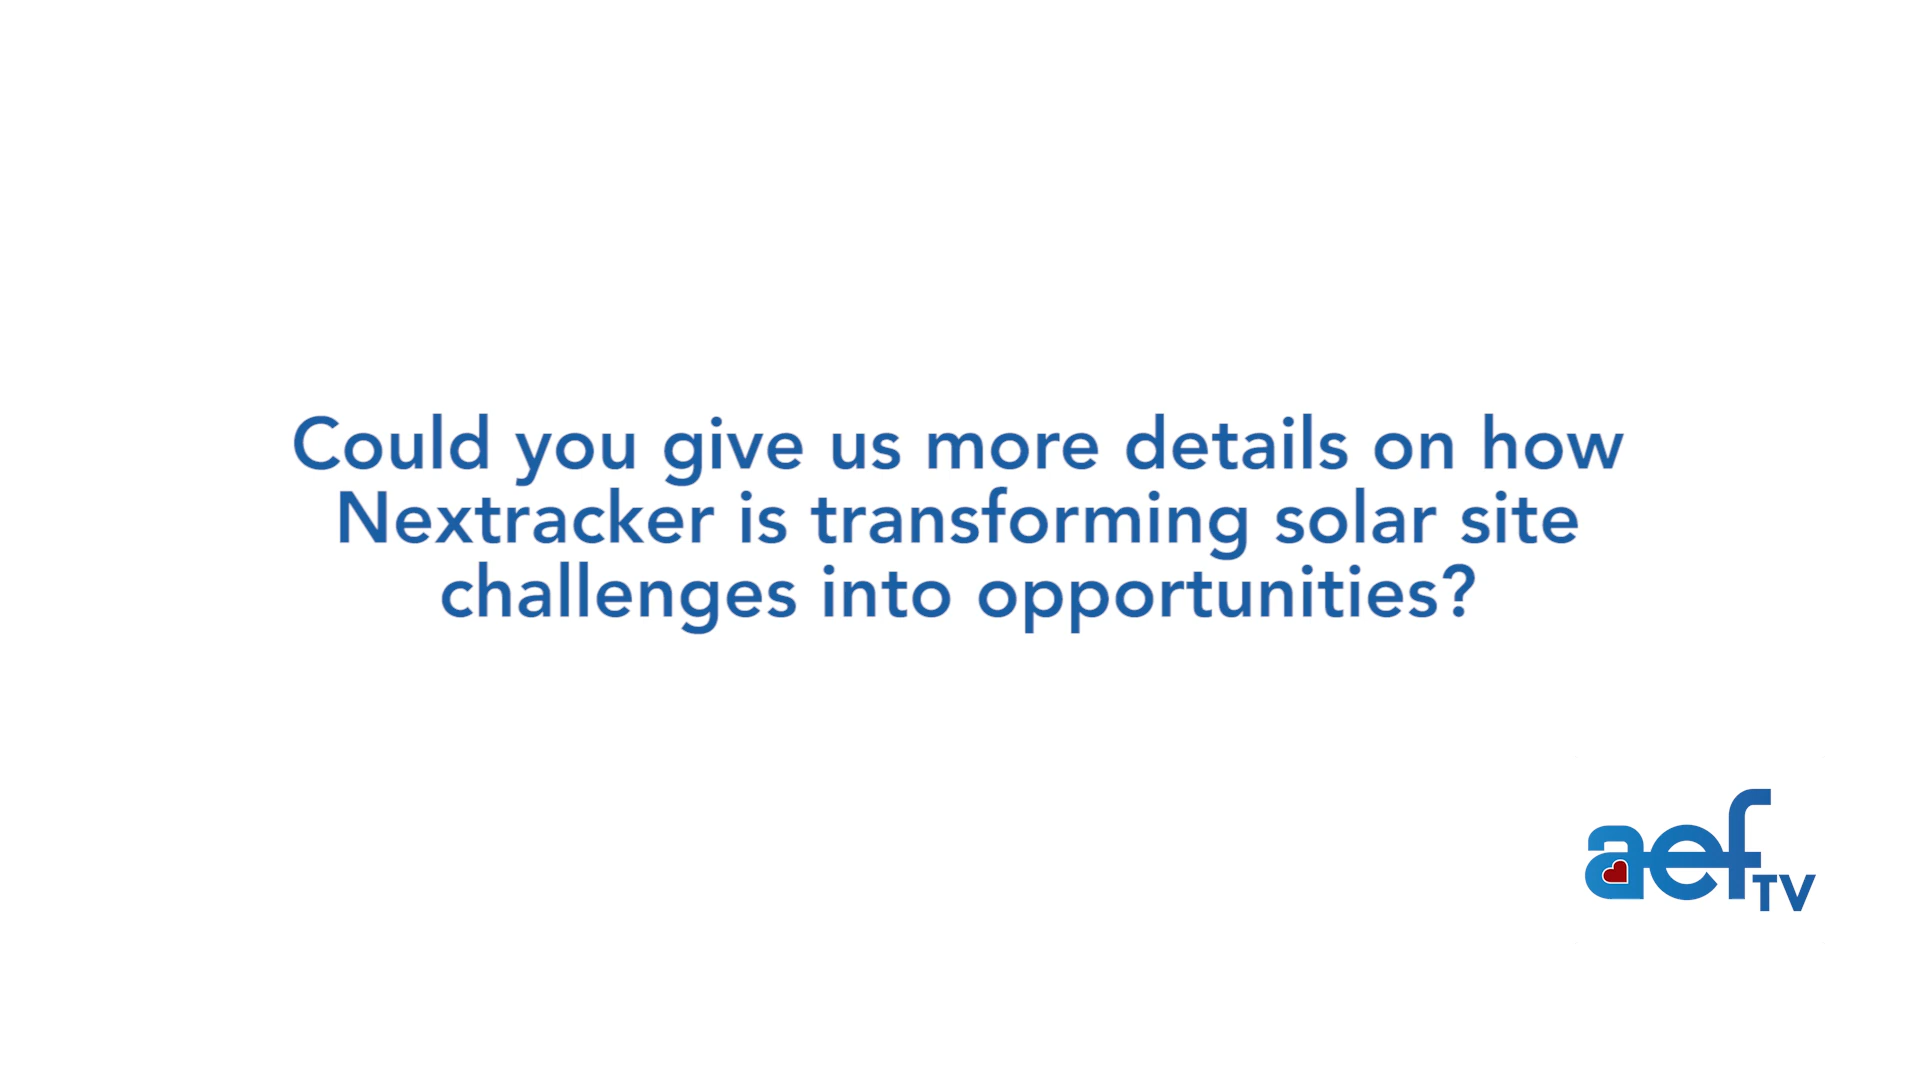 Could you give us more details on how
Nextracker is transforming solar site
challenges into opportunities?
aef TV